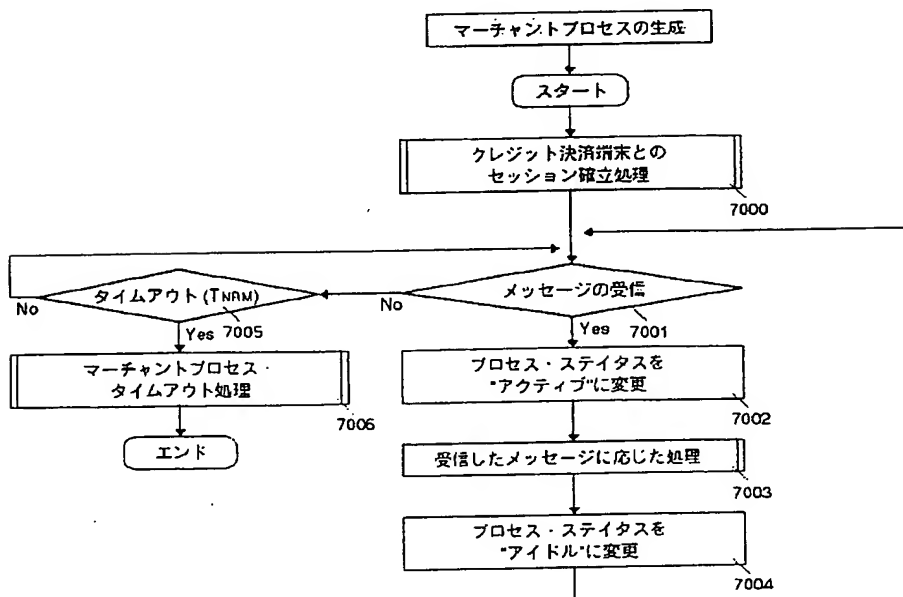 マーチャントプロセスの生成
スタート
クレジット決済端末との
セッション確立処理
7000
メッセージの受信
7001
No
Yes
タイムアウト(TNAM)
7005
No
Yes
マーチャントプロセス・
タイムアウト処理
7006
エンド
プロセス・ステイタスを
"アクティブ"に変更
7002
受信したメッセージに応じた処理
7003
プロセス・ステイタスを
"アイドル"に変更
7004